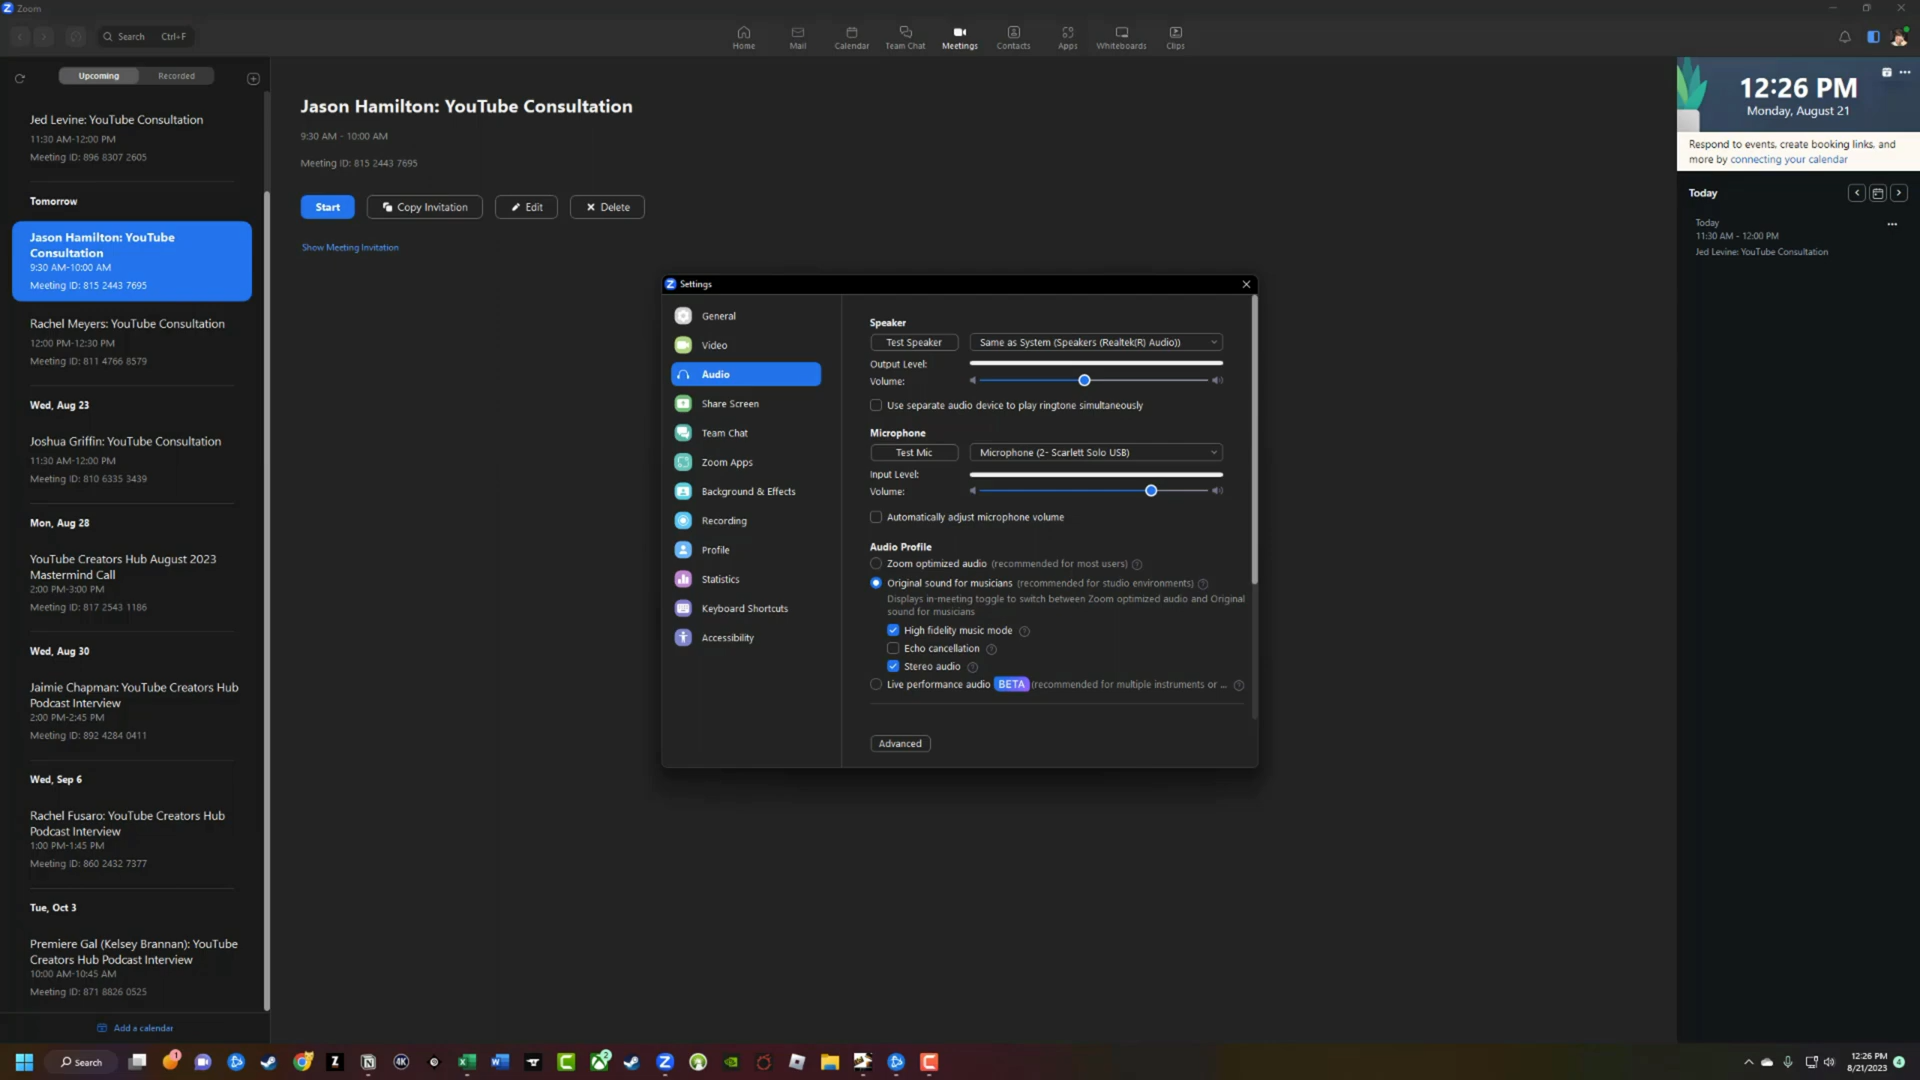 Zoom
Search Ctrl+F
Home
Mail
Calendar
Team Chat
Meetings
Contacts
Apps
Whiteboards
Clips
Upcoming
Recorded
Jed Levine: YouTube Consultation
11:30 AM-12:00 PM
Meeting ID: 896 8307 2605
Tomorrow
Jason Hamilton: YouTube
Consultation
9:30 AM-10:00 AM
Meeting ID: 815 2443 7695
Rachel Meyers: YouTube Consultation
12:00 PM-12:30 PM
Meeting ID: 811 4766 8579
Wed, Aug 23
Joshua Griffin: YouTube Consultation
11:30 AM-12:00 PM
Meeting ID: 810 6335 3439
Mon, Aug 28
YouTube Creators Hub August 2023
Mastermind Call
2:00 PM-3:00 PM
Meeting ID: 817 2543 1186
Wed, Aug 30
Jaimie Chapman: YouTube Creators Hub
Podcast Interview
2:00 PM-2:45 PM
Meeting ID: 892 4284 0411
Wed, Sep 6
Rachel Fusaro: YouTube Creators Hub
Podcast Interview
1:00 PM-1:45 PM
Meeting ID: 860 2432 7377
Tue, Oct 3
Premiere Gal (Kelsey Brannan): YouTube
Creators Hub Podcast Interview
10:00 AM-10:45 AM
Meeting ID: 871 8826 0525
Add a calendar
Jason Hamilton: YouTube Consultation
9:30 AM - 10:00 AM
Meeting ID: 815 2443 7695
Start
Copy Invitation
Edit
Delete
Show Meeting Invitation
Settings
General
Video
Audio
Share Screen
Team Chat
Zoom Apps
Background & Effects
Recording
Profile
Statistics
Keyboard Shortcuts
Accessibility
Speaker
Test Speaker
Same as System (Speakers (Realtek(R) Audio))
Output Level:
Volume:
Use separate audio device to play ringtone simultaneously
Microphone
Test Mic
Microphone (2- Scarlett Solo USB)
Input Level:
Volume:
Automatically adjust microphone volume
Audio Profile
Zoom optimized audio (recommended for most users)
Original sound for musicians (recommended for studio environments)
Displays in-meeting toggle to switch between Zoom optimized audio and Original
sound for musicians
High fidelity music mode
Echo cancellation
Stereo audio
Live performance audio BETA (recommended for multiple instruments or ...
Advanced
12:26 PM
Monday, August 21
Respond to events, create booking links, and
more by connecting your calendar
Today
Today
11:30 AM - 12:00 PM
Jed Levine: YouTube Consultation
Search
12:26 PM
8/21/2023